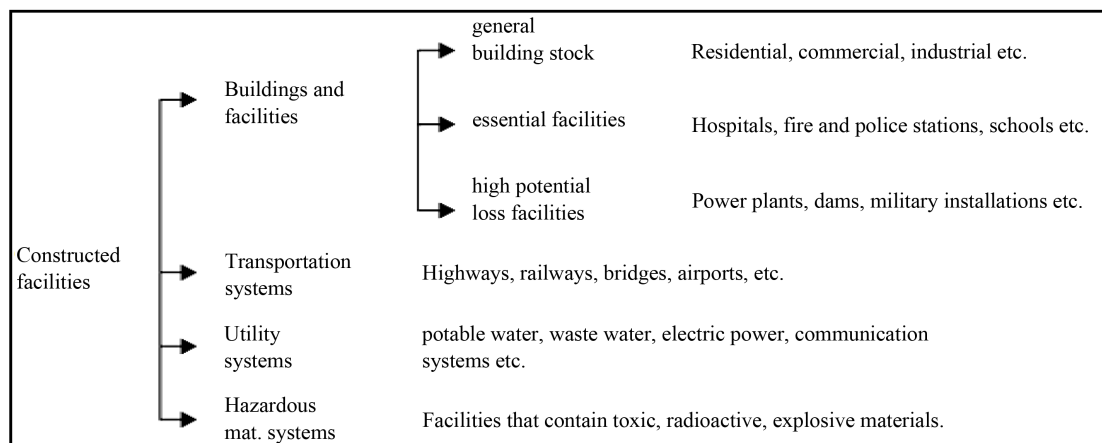 general
building stock
Residential, commercial, industrial etc.
Buildings and
facilities
essential facilities
Hospitals, fire and police stations, schools etc.
high potential
loss facilities
Power plants, dams, military installations etc.
Constructed
facilities
Transportation
systems
Highways, railways, bridges, airports, etc.
Utility
systems
potable water, waste water, electric power, communication
systems etc.
Hazardous
mat. systems
Facilities that contain toxic, radioactive, explosive materials.